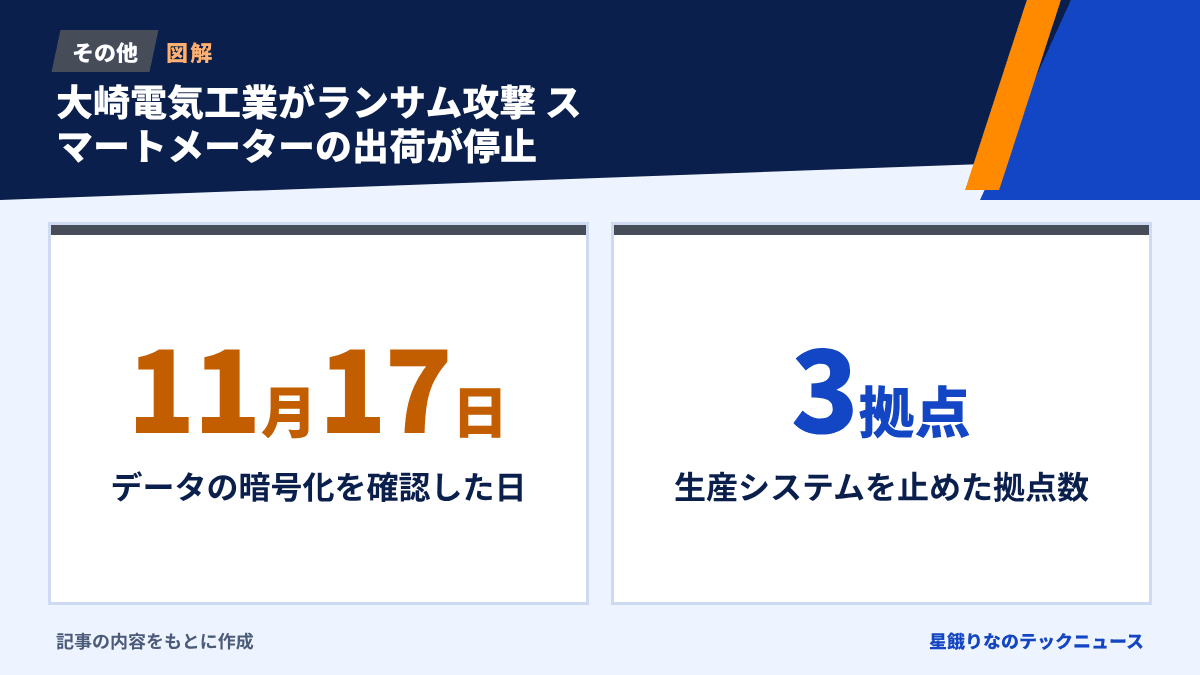 その他 図解
大崎電気工業がランサム攻撃 ス
マートメーターの出荷が停止
11月17日
データの暗号化を確認した日
3拠点
生産システムを止めた拠点数
記事の内容をもとに作成
星餓りなのテックニュース